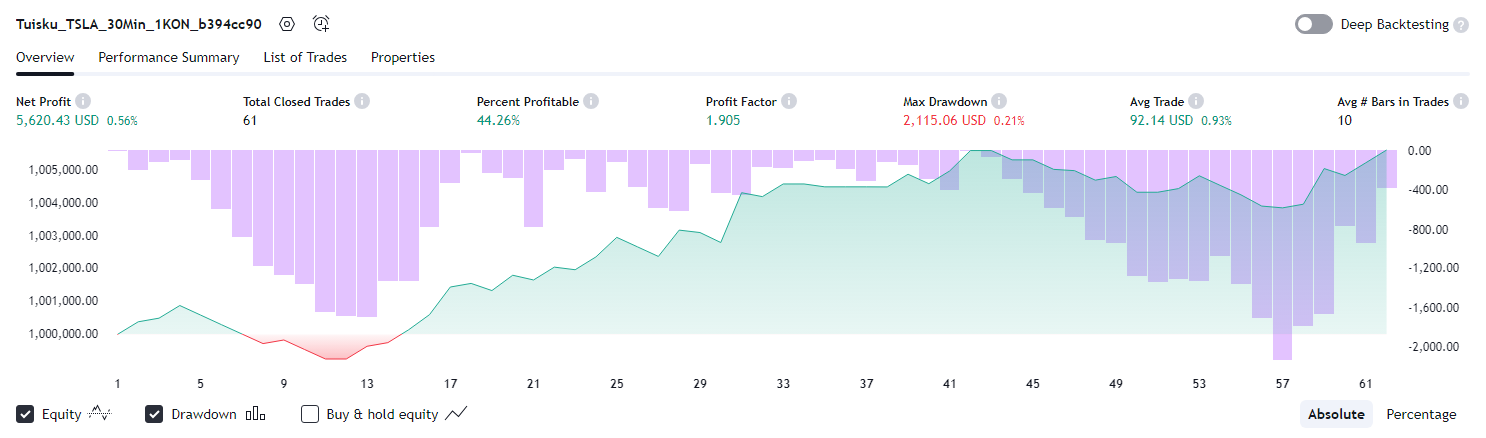 Tuisku_TSLA_30Min_1KON_b394cc90 Deep Backtesting ?
Overview Performance Summary List of Trades Properties
Net Profit i Total Closed Trades i Percent Profitable i Profit Factor i Max Drawdown i Avg Trade i Avg # Bars in Trades i
5,620.43 USD 0.56% 61 44.26% 1.905 2,115.06 USD 0.21% 92.14 USD 0.93% 10
0.00
1,005,000.00
-400.00
1,004,000.00
-800.00
1,003,000.00
1,002,000.00 -1,200.00
1,001,000.00 -1,600.00
1,000,000.00
-2,000.00
1 5 9 13 17 21 25 29 33 37 41 45 49 53 57 61
Equity Drawdown Buy & hold equity Absolute Percentage